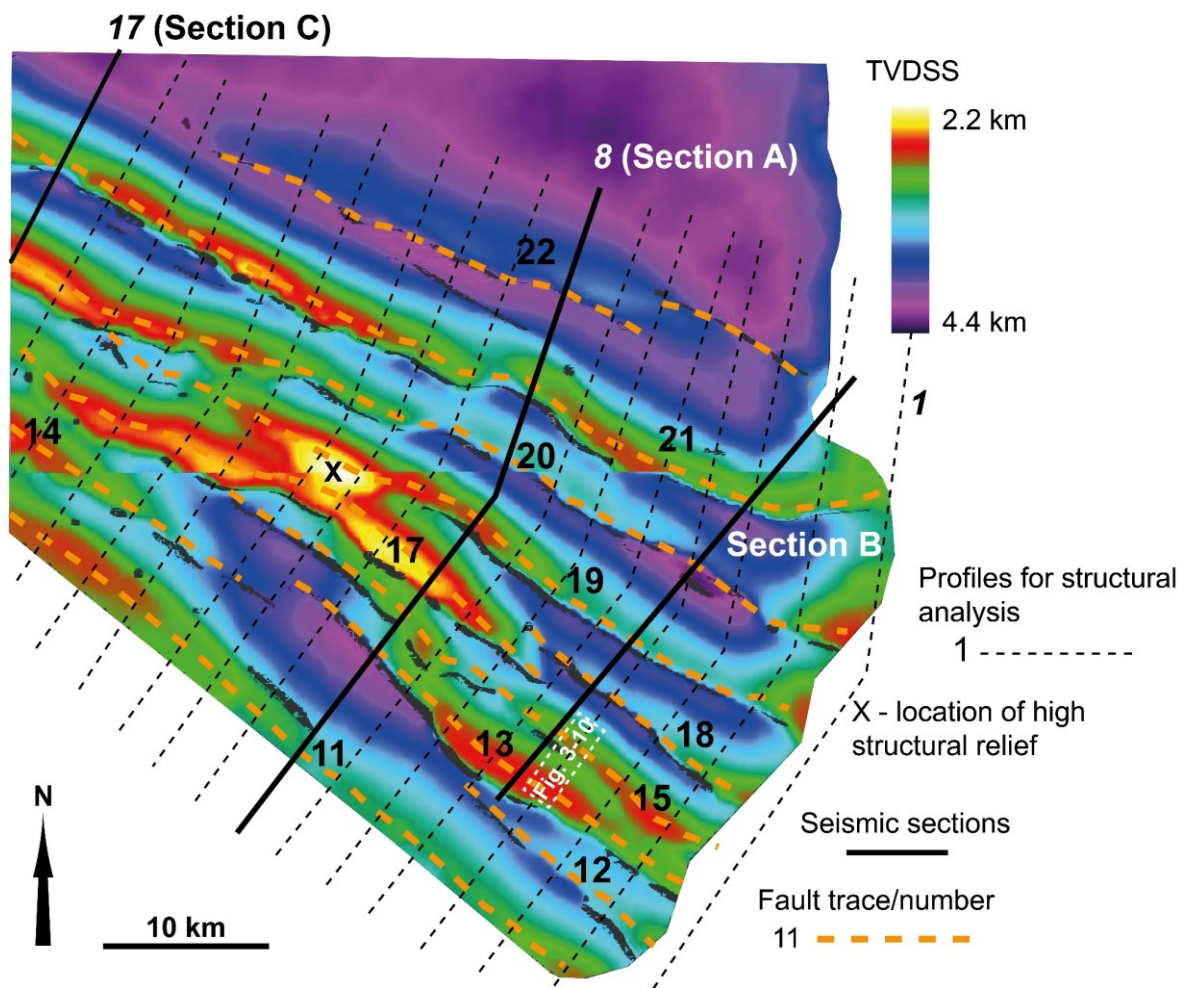 17 (Section C)
TVDSS
2.2 km
8 (Section A)
22
4.4 km
1
14
21
20
X
Section B
17
19
Profiles for structural
analysis
1
X - location of high
structural relief
18
13
11
Fig. 3-10
15
N
Seismic sections
12
Fault trace/number
10 km
11